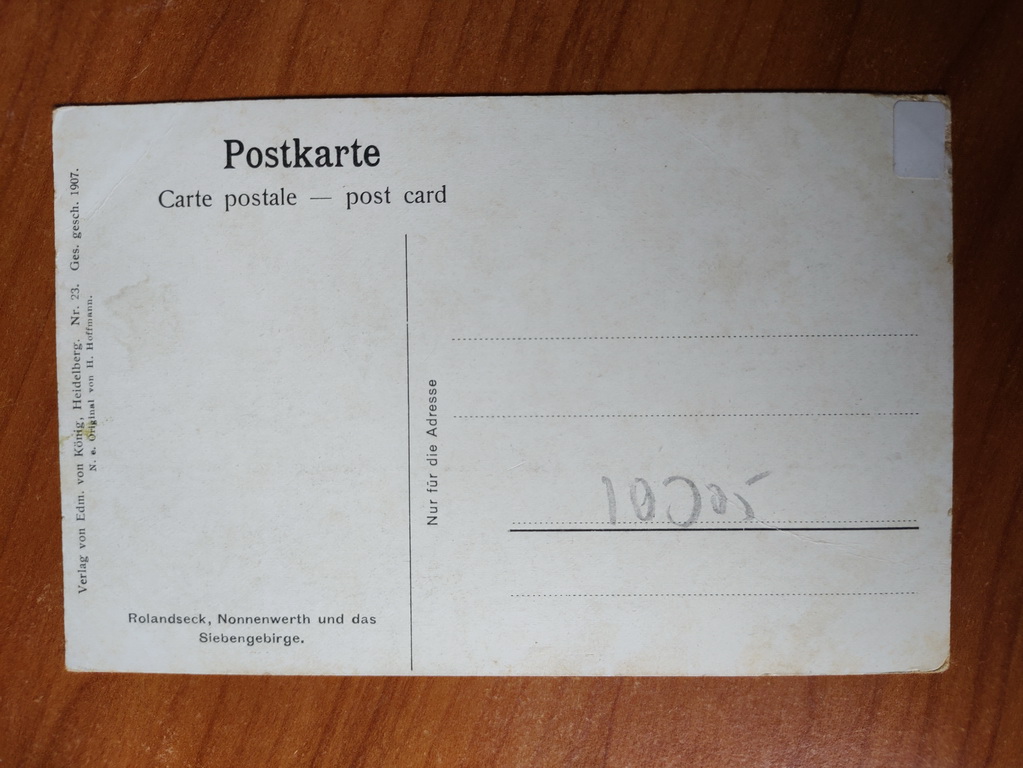 Postkarte
Carte postale — post card
Verlag von Edm. von König, Heidelberg. Nr. 23. Ges. gesch. 1907.
N. e. Original von H. Hoffmann.
Nur für die Adresse
Rolandseck, Nonnenwerth und das
Siebengebirge.